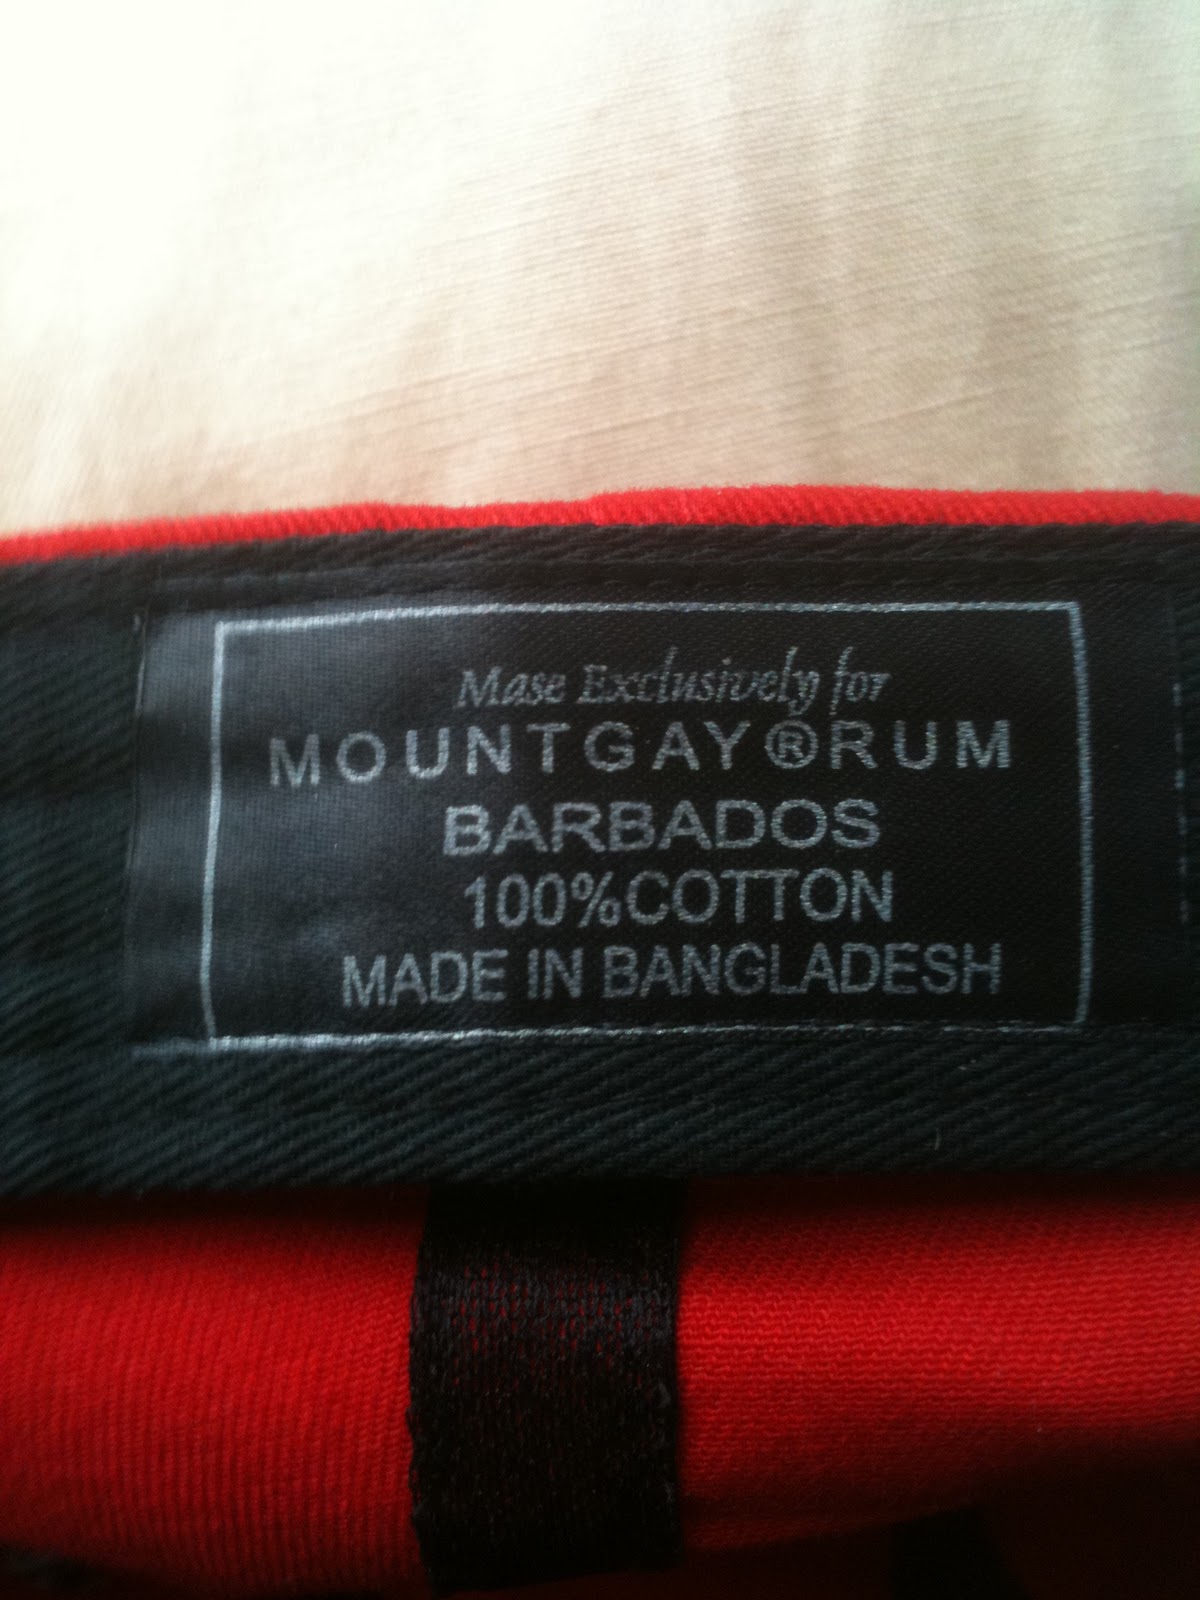 Mase Exclusively for
MOUNTGAY®RUM
BARBADOS
100%COTTON
MADE IN BANGLADESH